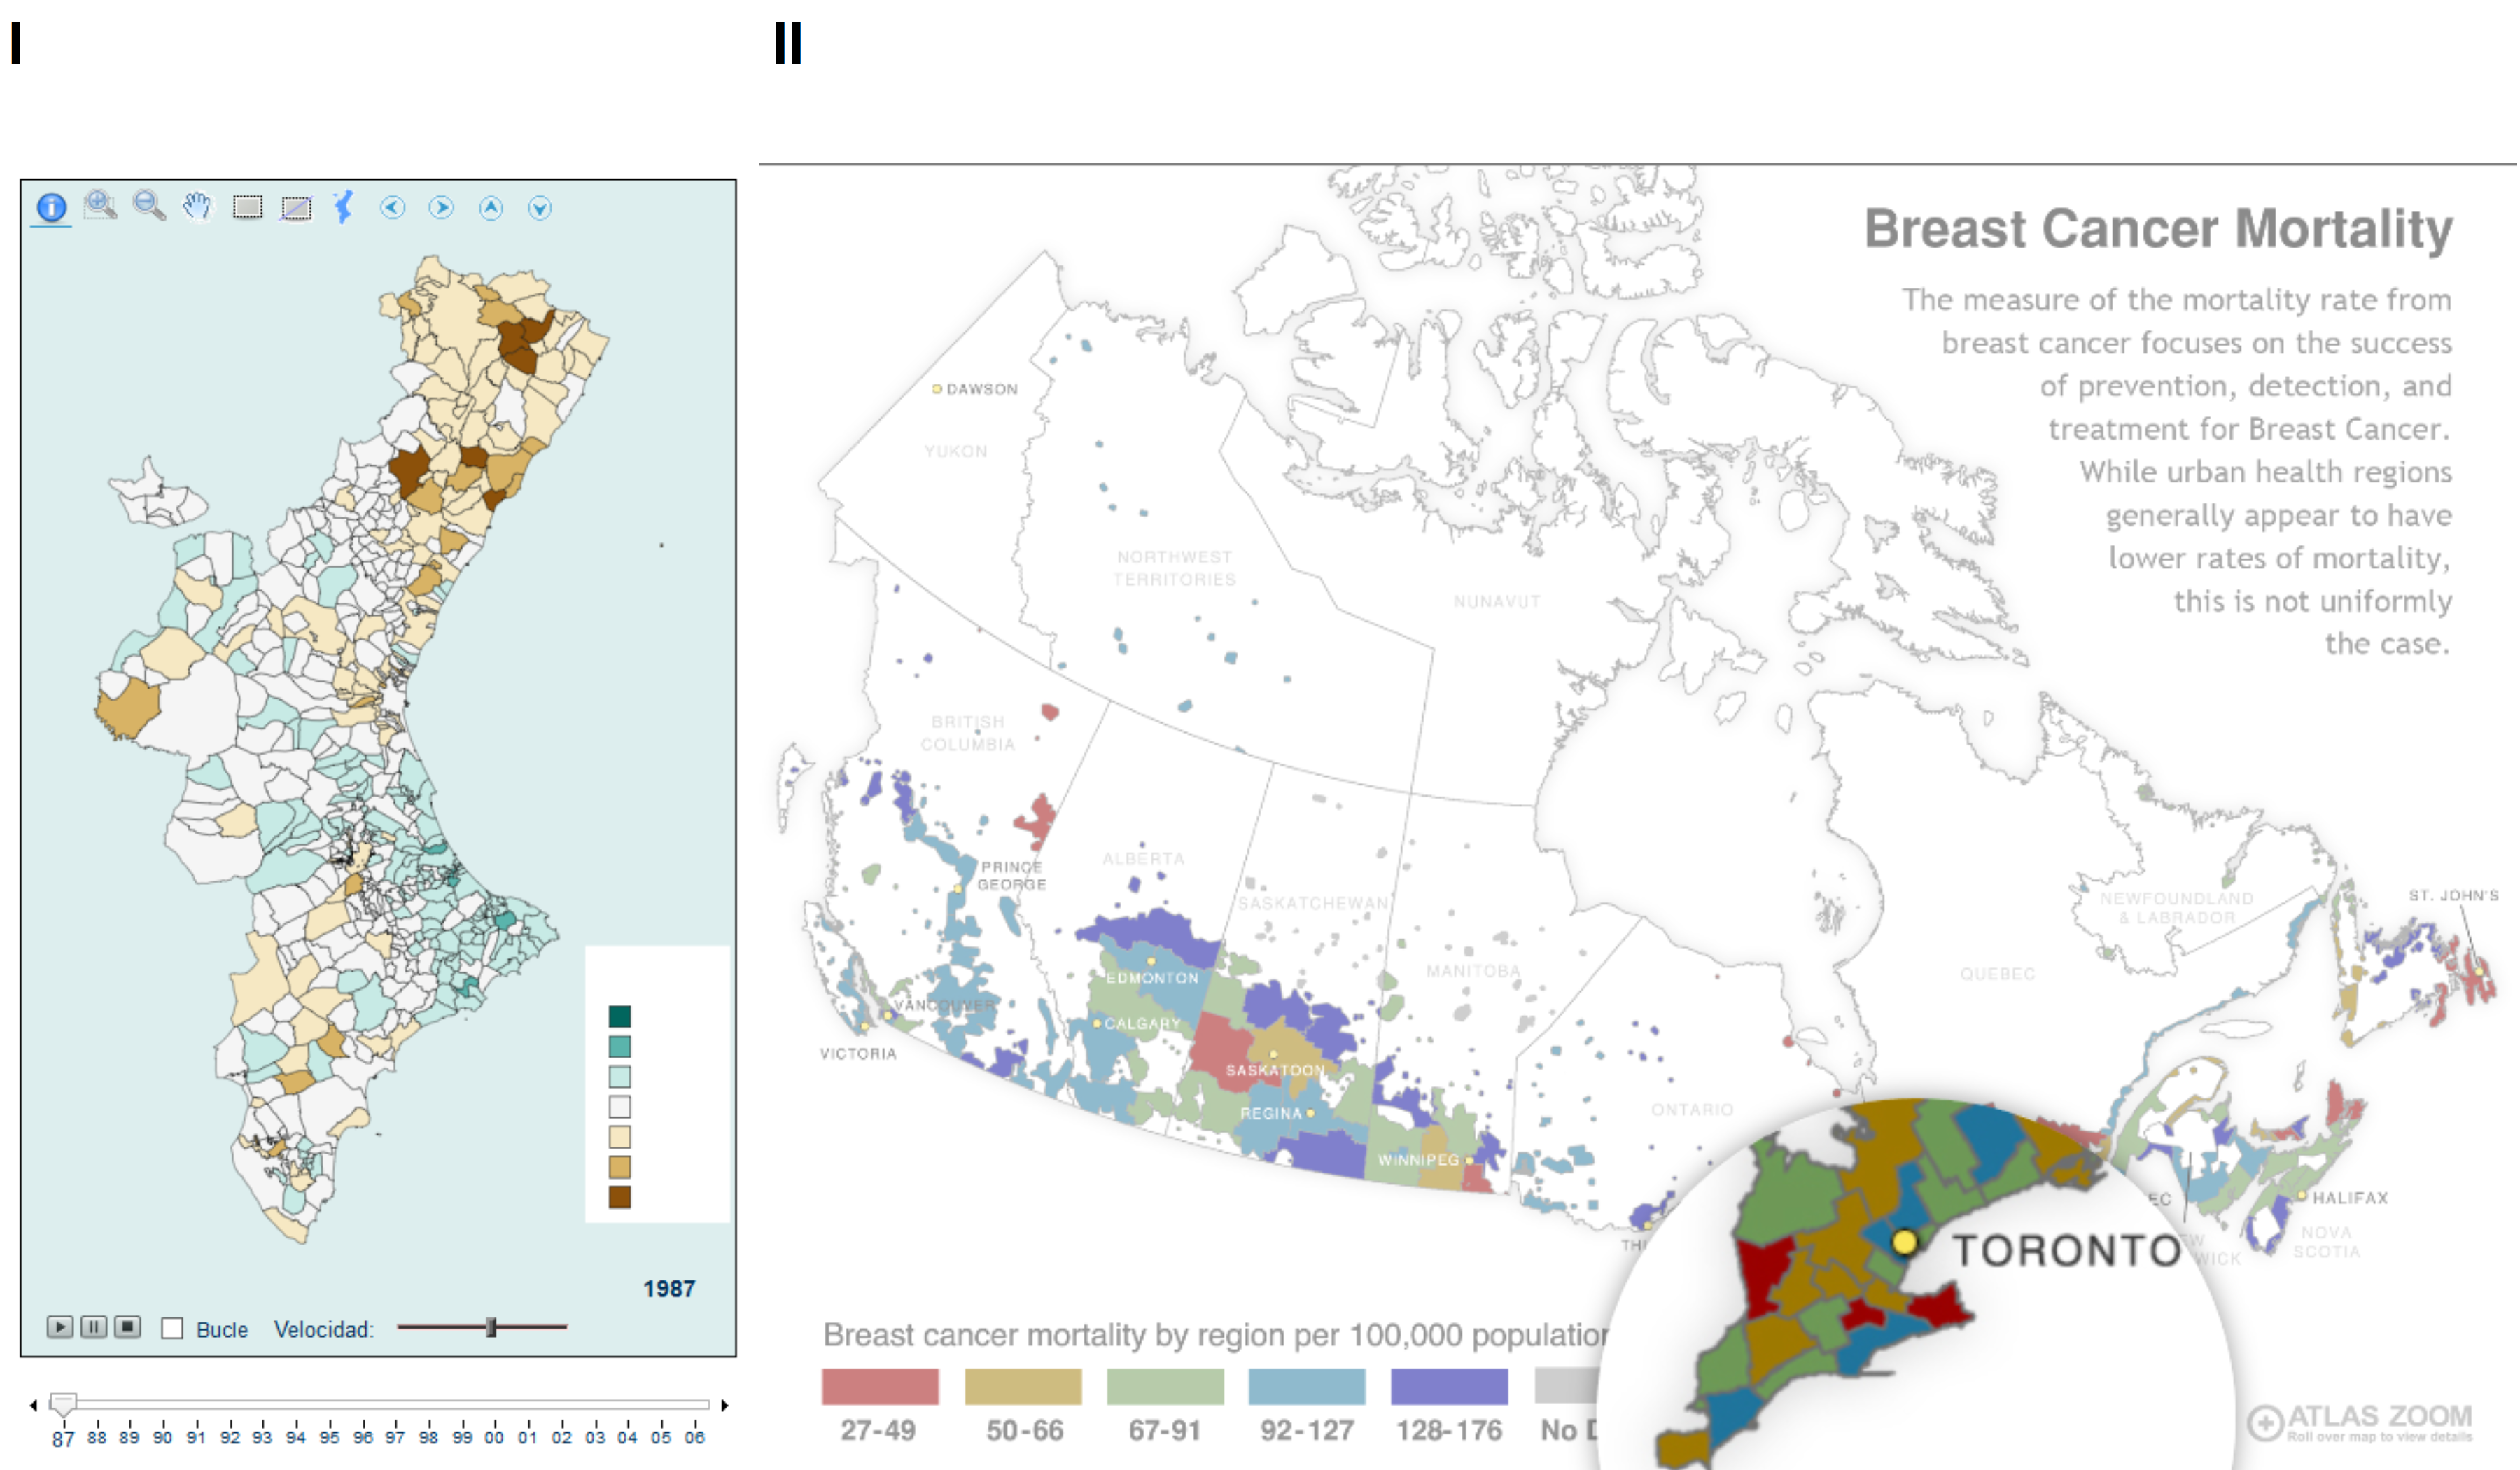 I
II
Breast Cancer Mortality
The measure of the mortality rate from
breast cancer focuses on the success
of prevention, detection, and
treatment for Breast Cancer.
While urban health regions
generally appear to have
lower rates of mortality,
this is not uniformly
the case.
DAWSON
YUKON
NORTHWEST
TERRITORIES
NUNAVUT
BRITISH
COLUMBIA
PRINCE
GEORGE
ALBERTA
SASKATCHEWAN
MANITOBA
EDMONTON
VANCOUVER
CALGARY
VICTORIA
SASKATOON
REGINA
WINNIPEG
ONTARIO
QUEBEC
NEWFOUNDLAND
& LABRADOR
ST. JOHN'S
HALIFAX
NOVA
SCOTIA
EC
W
WICK
TH
TORONTO
1987
Bucle Velocidad:
87 88 89 90 91 92 93 94 95 96 97 98 99 00 01 02 03 04 05 06
Breast cancer mortality by region per 100,000 population
27-49 50-66 67-91 92-127 128-176 No D
ATLAS ZOOM
Roll over map to view details